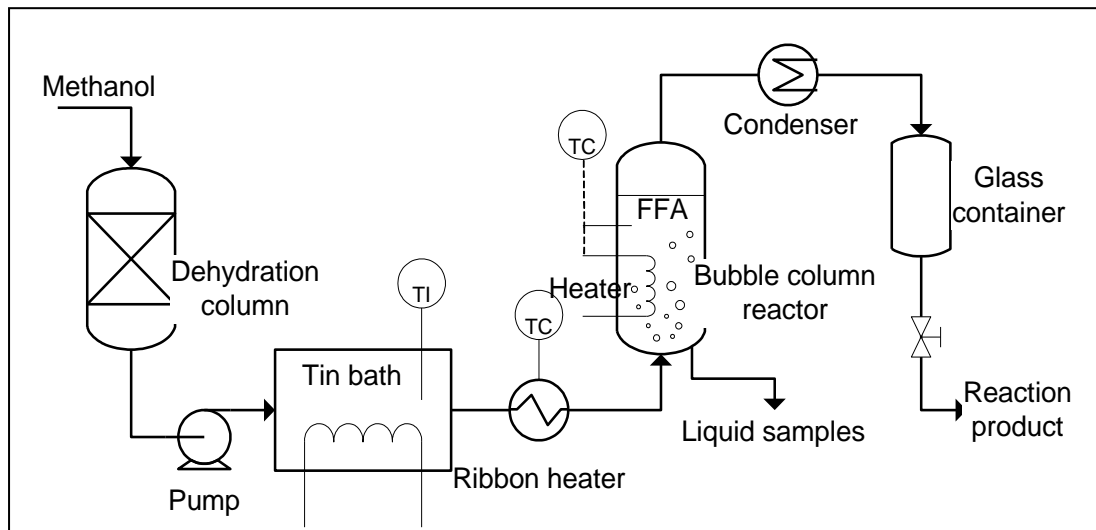 Methanol
Dehydration
column
Pump
Tin bath
TI
Ribbon heater
TC
TC
Heater
FFA
Bubble column
reactor
Liquid samples
Condenser
Glass
container
Reaction
product